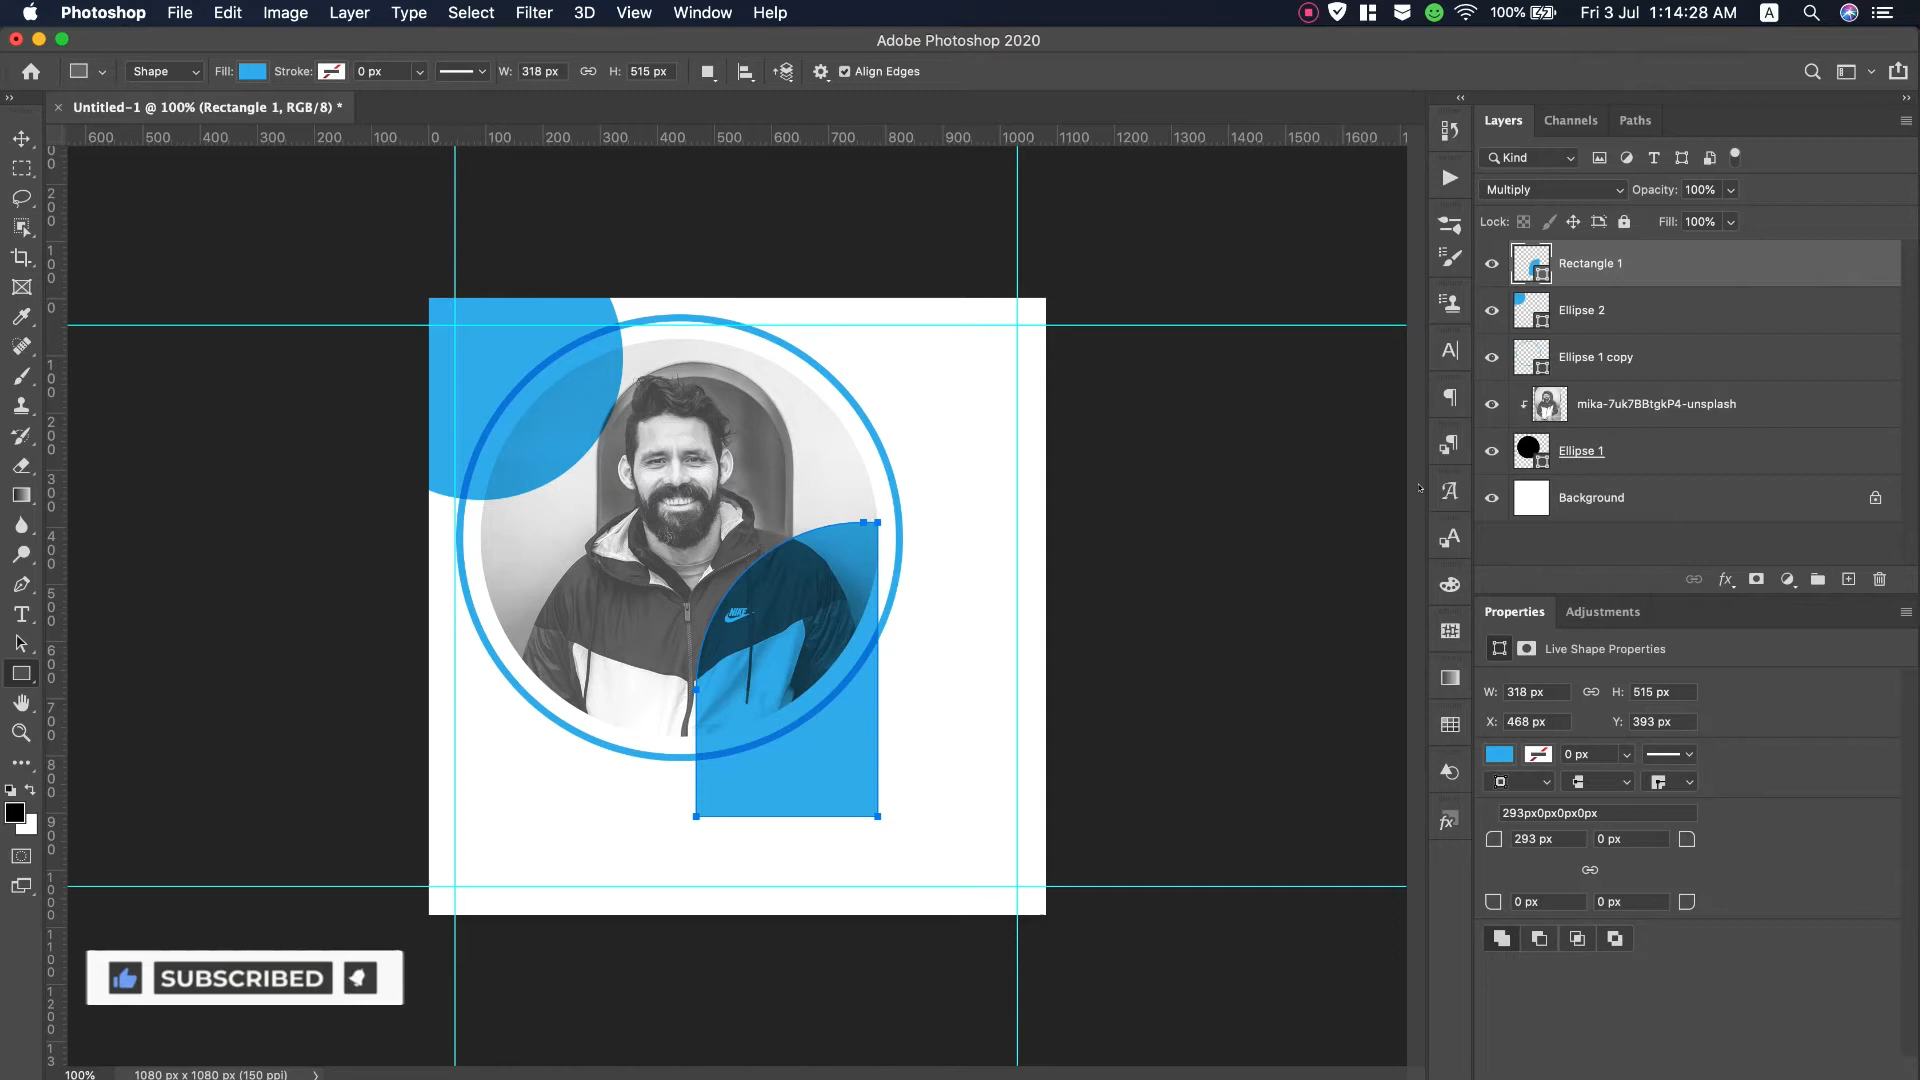 Photoshop File Edit Image Layer Type Select Filter 3D View Window Help 100% Fri 3 Jul 1:14:28 AM A
Adobe Photoshop 2020
Shape Fill: Stroke: 0 px W: 318 px H: 515 px Align Edges
Untitled-1 @ 100% (Rectangle 1, RGB/8) *
600 500 400 300 200 100 0 100 200 300 400 500 600 700 800 900 1000 1100 1200 1300 1400 1500 1600
Layers Channels Paths
Kind
Multiply Opacity: 100%
Lock: Fill: 100%
Rectangle 1
Ellipse 2
Ellipse 1 copy
mika-7uk7BBtgkP4-unsplash
Ellipse 1
Background
NIKE
Properties Adjustments
Live Shape Properties
W: 318 px H: 515 px
X: 468 px Y: 393 px
0 px
293px0px0px0px
293 px 0 px
0 px 0 px
SUBSCRIBED
100% 1080 px x 1080 px (150 ppi)